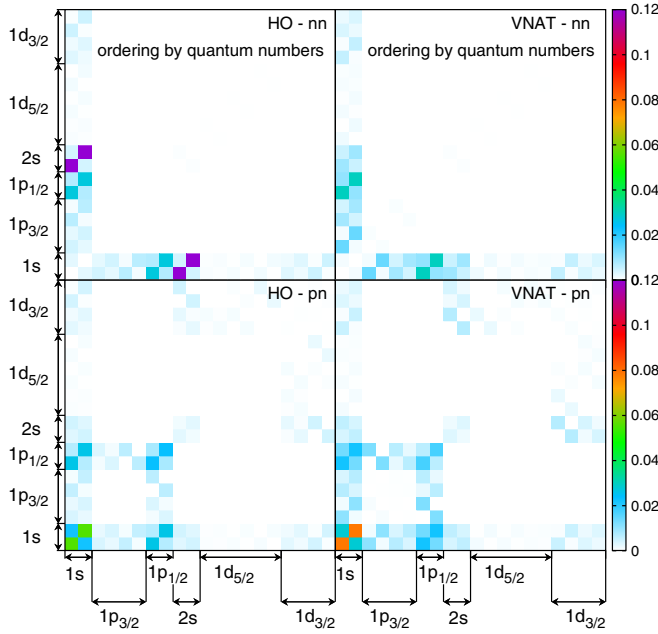 HO - nn
ordering by quantum numbers
VNAT - nn
ordering by quantum numbers
1d3/2
1d5/2
2s
1p1/2
1p3/2
1s
0.12
0.1
0.08
0.06
0.04
0.02
HO - pn
VNAT - pn
1d3/2
1d5/2
2s
1p1/2
1p3/2
1s
0.12
0.1
0.08
0.06
0.04
0.02
0
1s
1p1/2
1d5/2
1s
1p1/2
1d5/2
1p3/2
2s
1d3/2
1p3/2
2s
1d3/2